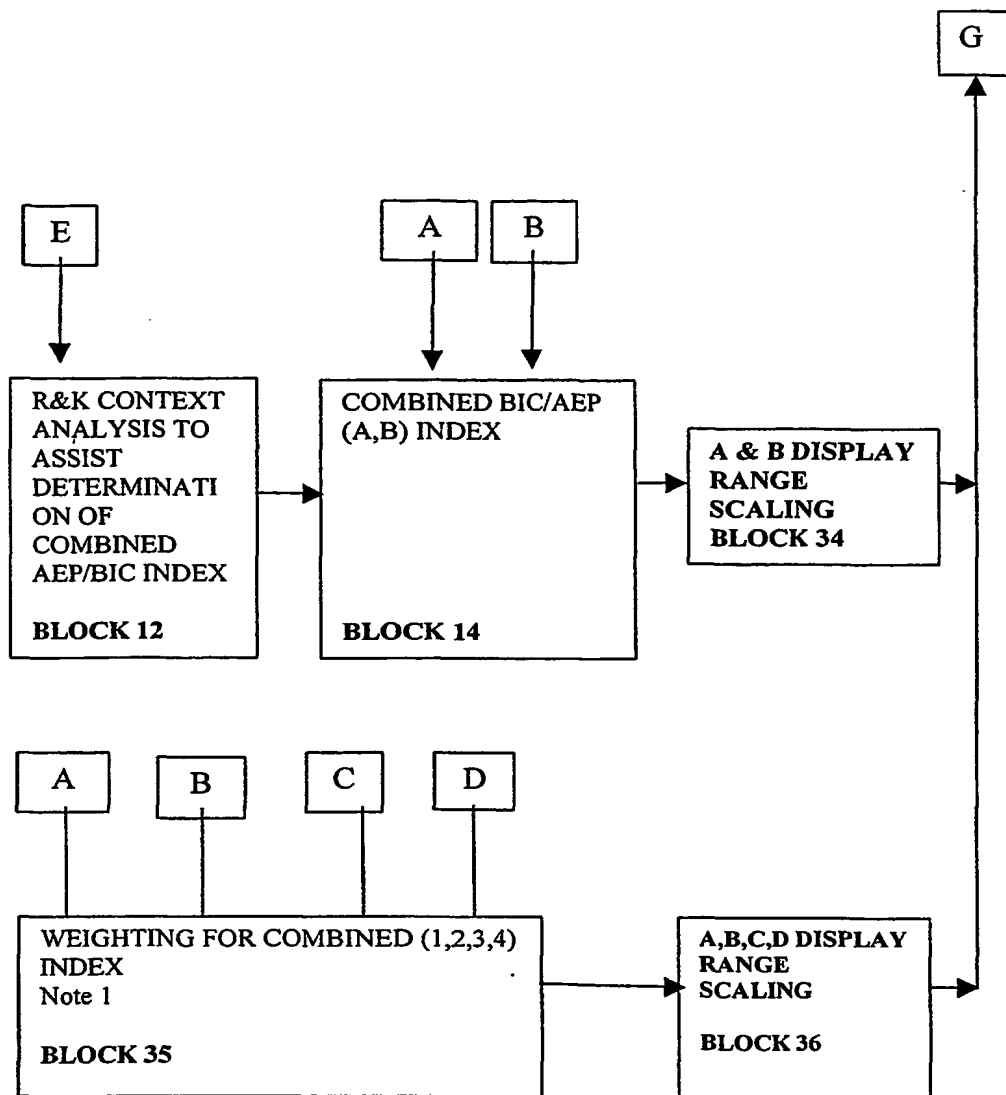 G
E
A
B
R&K CONTEXT
ANALYSIS TO
ASSIST
DETERMINATI
ON OF
COMBINED
AEP/BIC INDEX
BLOCK 12
COMBINED BIC/AEP
(A,B) INDEX
BLOCK 14
A & B DISPLAY
RANGE
SCALING
BLOCK 34
A
B
C
D
WEIGHTING FOR COMBINED (1,2,3,4)
INDEX
Note 1
BLOCK 35
A,B,C,D DISPLAY
RANGE
SCALING
BLOCK 36